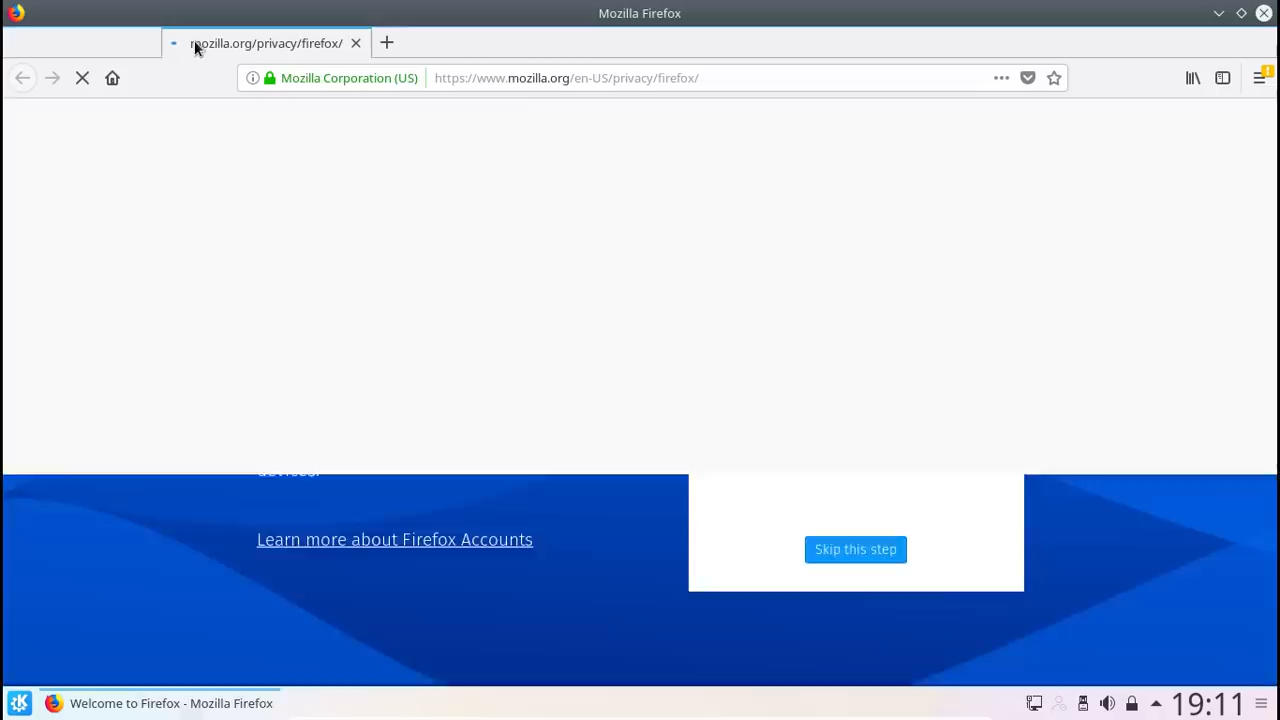 Mozilla Firefox
mozilla.org/privacy/firefox/
Mozilla Corporation (US)
https://www.mozilla.org/en-US/privacy/firefox/
Learn more about Firefox Accounts
Skip this step
Welcome to Firefox - Mozilla Firefox
19:11